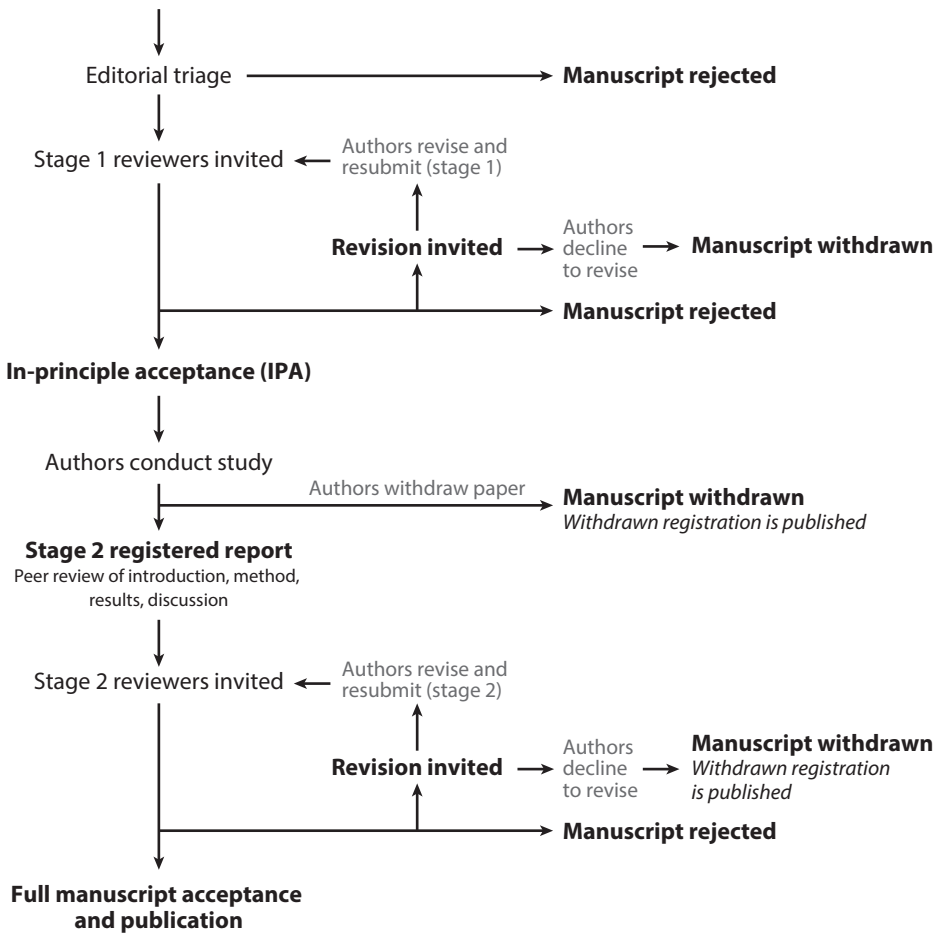 Editorial triage
Manuscript rejected
Stage 1 reviewers invited
Authors revise and
resubmit (stage 1)
Revision invited
Authors
decline
to revise
Manuscript withdrawn
Manuscript rejected
In-principle acceptance (IPA)
Authors conduct study
Authors withdraw paper
Manuscript withdrawn
Withdrawn registration is published
Stage 2 registered report
Peer review of introduction, method,
results, discussion
Stage 2 reviewers invited
Authors revise and
resubmit (stage 2)
Revision invited
Authors
decline
to revise
Manuscript withdrawn
Withdrawn registration
is published
Manuscript rejected
Full manuscript acceptance
and publication